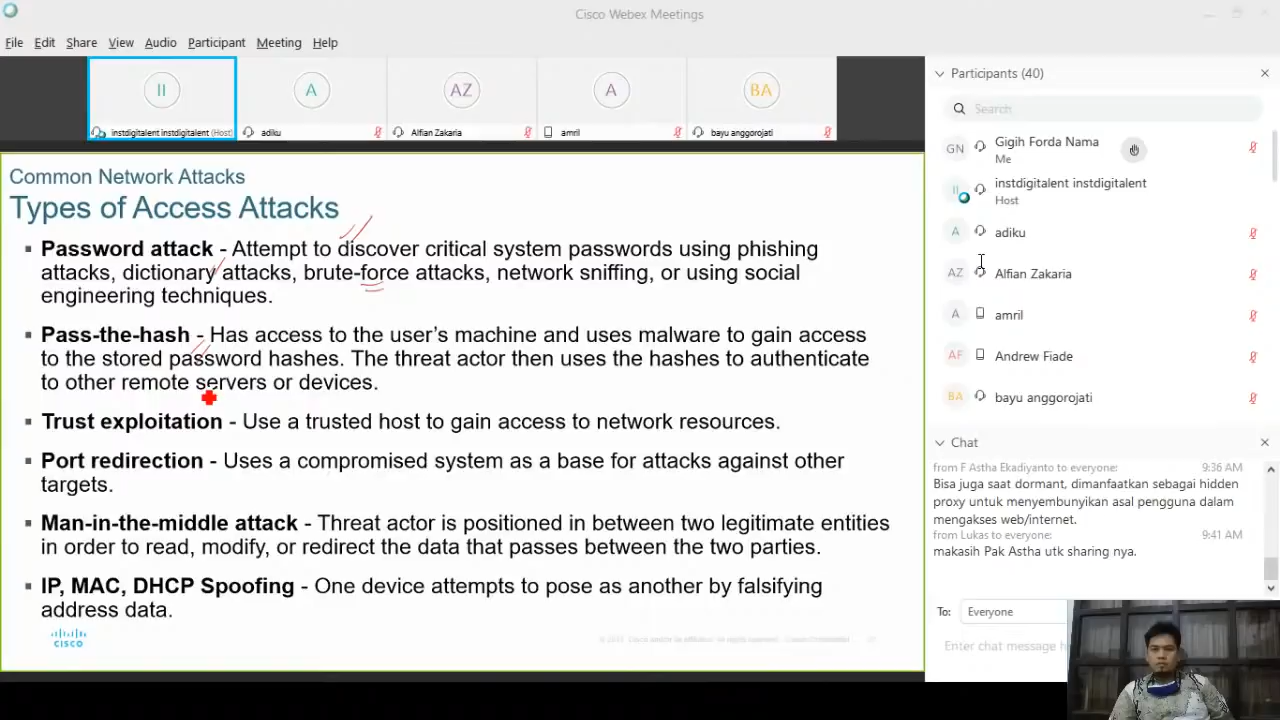 Cisco Webex Meetings
File Edit Share View Audio Participant Meeting Help
II A AZ A BA
instdigitalent instdigitalent (Host) adiku Alfian Zakaria amril bayu anggorojati
Common Network Attacks
Types of Access Attacks
▪ Password attack - Attempt to discover critical system passwords using phishing
attacks, dictionary attacks, brute-force attacks, network sniffing, or using social
engineering techniques.
▪ Pass-the-hash - Has access to the user's machine and uses malware to gain access
to the stored password hashes. The threat actor then uses the hashes to authenticate
to other remote servers or devices.
▪ Trust exploitation - Use a trusted host to gain access to network resources.
▪ Port redirection - Uses a compromised system as a base for attacks against other
targets.
▪ Man-in-the-middle attack - Threat actor is positioned in between two legitimate entities
in order to read, modify, or redirect the data that passes between the two parties.
▪ IP, MAC, DHCP Spoofing - One device attempts to pose as another by falsifying
address data.
CISCO
Participants (40)
Search
GN Gigih Forda Nama
Me
II instdigitalent instdigitalent
Host
A adiku
AZ Alfian Zakaria
A amril
AF Andrew Fiade
BA bayu anggorojati
Chat
from F Astha Ekadiyanto to everyone: 9:36 AM
Bisa juga saat dormant, dimanfaatkan sebagai hidden
proxy untuk menyembunyikan asal pengguna dalam
mengakses web/internet.
from Lukas to everyone: 9:41 AM
makasih Pak Astha utk sharing nya.
To: Everyone
Enter chat message